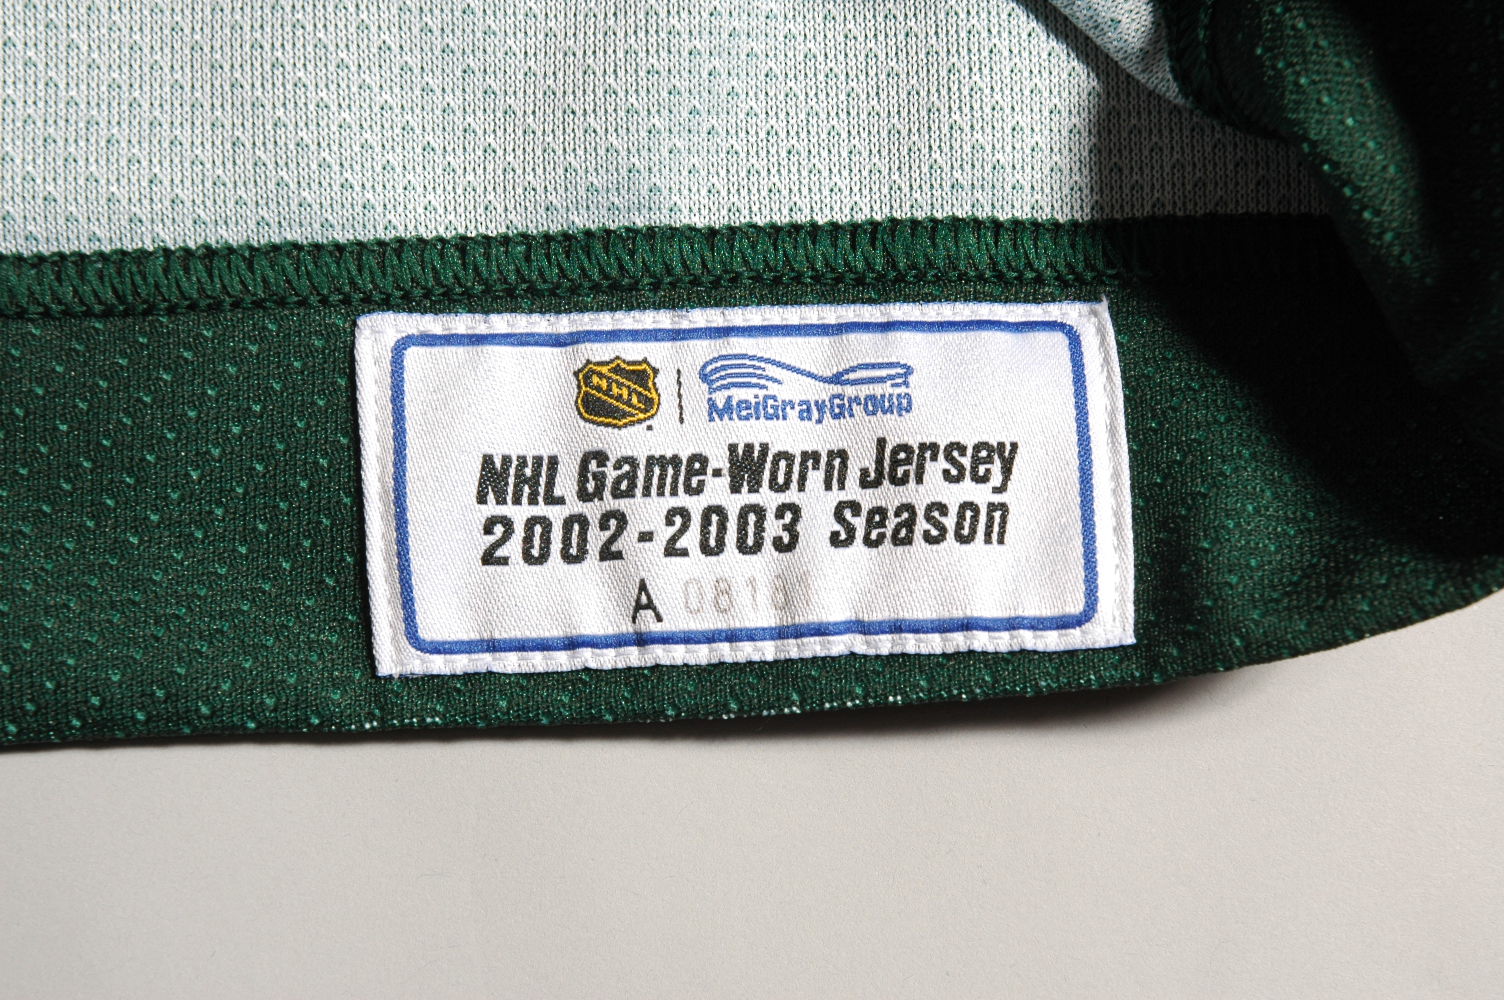 NHL
MeiGrayGroup
NHL Game-Worn Jersey
2002-2003 Season
A